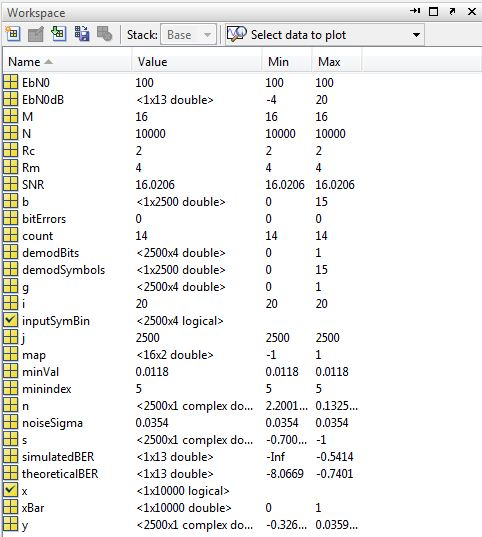 Workspace
Stack: Base Select data to plot
Name Value Min Max
EbN0 100 100 100
EbN0dB <1x13 double> -4 20
M 16 16 16
N 10000 10000 10000
Rc 2 2 2
Rm 4 4 4
SNR 16.0206 16.0206 16.0206
b <1x2500 double> 0 15
bitErrors 0 0 0
count 14 14 14
demodBits <2500x4 double> 0 1
demodSymbols <1x2500 double> 0 15
g <2500x4 double> 0 1
i 20 20 20
inputSymBin <2500x4 logical>
j 2500 2500 2500
map <16x2 double> -1 1
minVal 0.0118 0.0118 0.0118
minindex 5 5 5
n <2500x1 complex do... 2.2001... 0.1325...
noiseSigma 0.0354 0.0354 0.0354
s <2500x1 complex do... -0.700... -1
simulatedBER <1x13 double> -Inf -0.5414
theoreticalBER <1x13 double> -8.0669 -0.7401
x <1x10000 logical>
xBar <1x10000 double> 0 1
y <2500x1 complex do... -0.326... 0.0359...